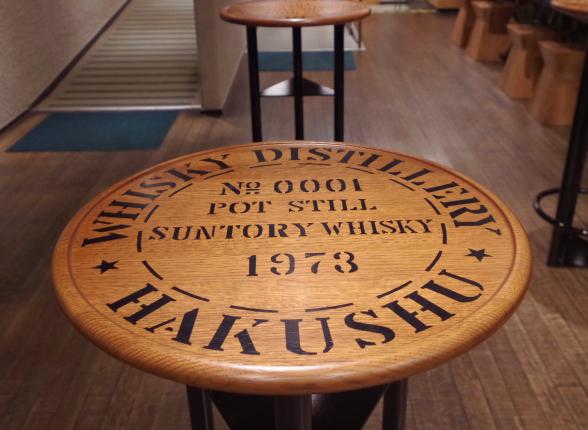 WHISKY DISTILLERY
No 0001
POT STILL
SUNTORY WHISKY
1973
HAKUSHU